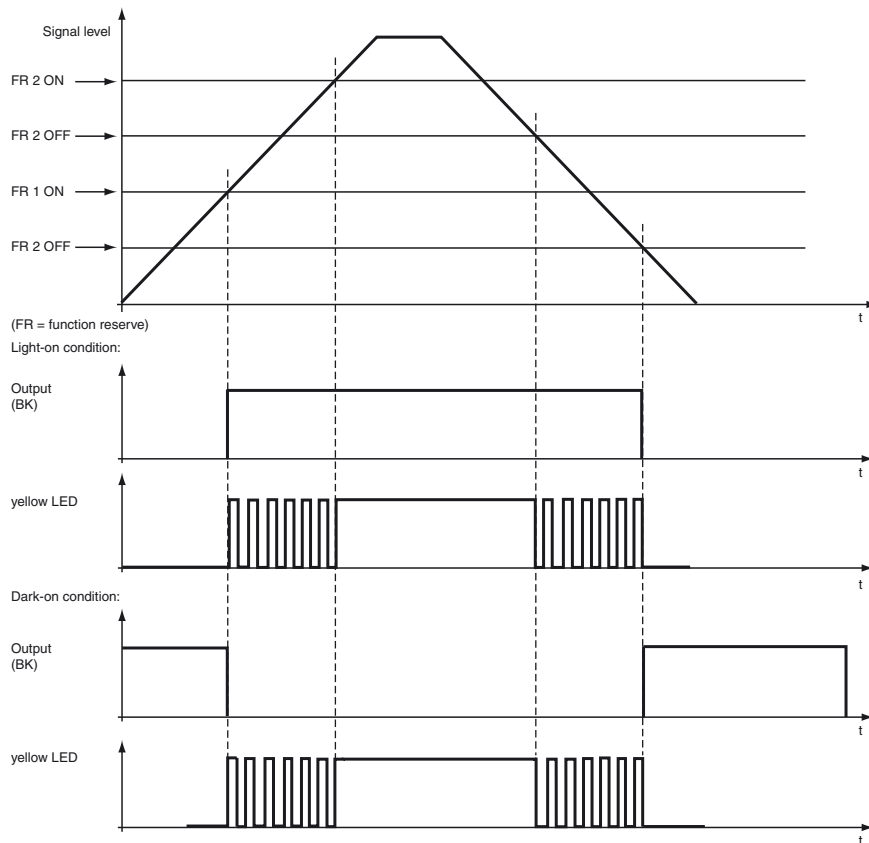 Signal level
FR 2 ON
FR 2 OFF
FR 1 ON
FR 2 OFF
t
(FR = function reserve)
Light-on condition:
Output
(BK)
t
yellow LED
t
Dark-on condition:
Output
(BK)
t
yellow LED
t